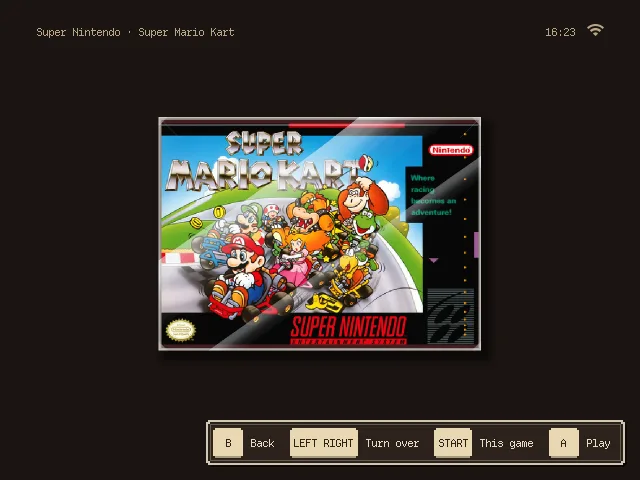 Super Nintendo · Super Mario Kart
16:23
SUPER
MARIO KART
Nintendo
Where
racing
becomes an
adventure!
SUPER NINTENDO
ENTERTAINMENT SYSTEM
B Back LEFT RIGHT Turn over START This game A Play